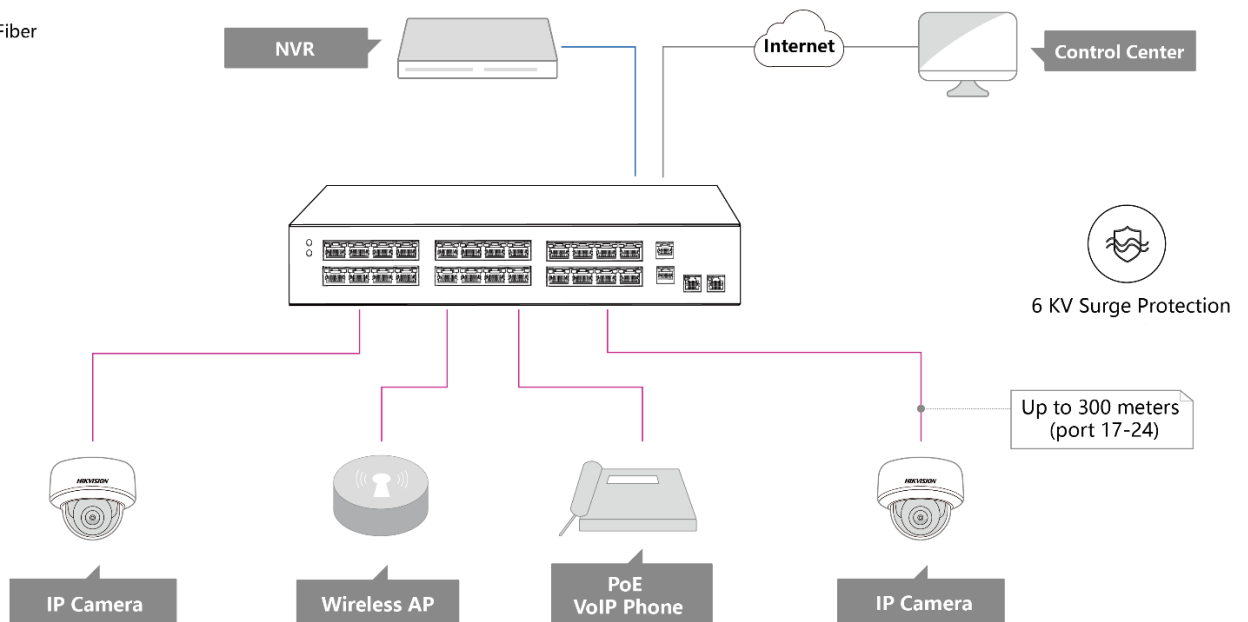 Fiber
NVR
Internet
Control Center
6 KV Surge Protection
Up to 300 meters
(port 17-24)
HIKVISION
HIKVISION
IP Camera
Wireless AP
PoE
VoIP Phone
IP Camera